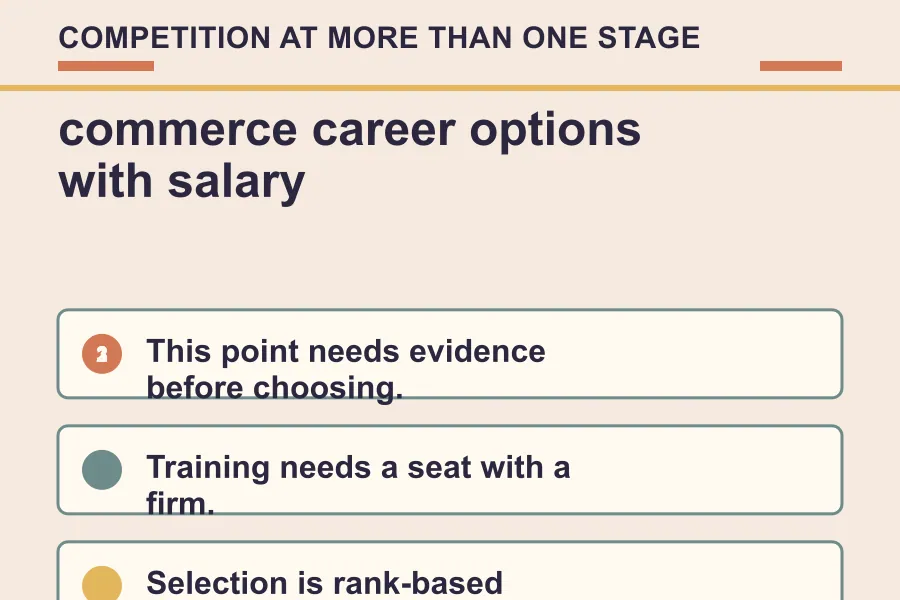 COMPETITION AT MORE THAN ONE STAGE
commerce career options
with salary
This point needs evidence
before choosing.
Training needs a seat with a
firm.
Selection is rank-based